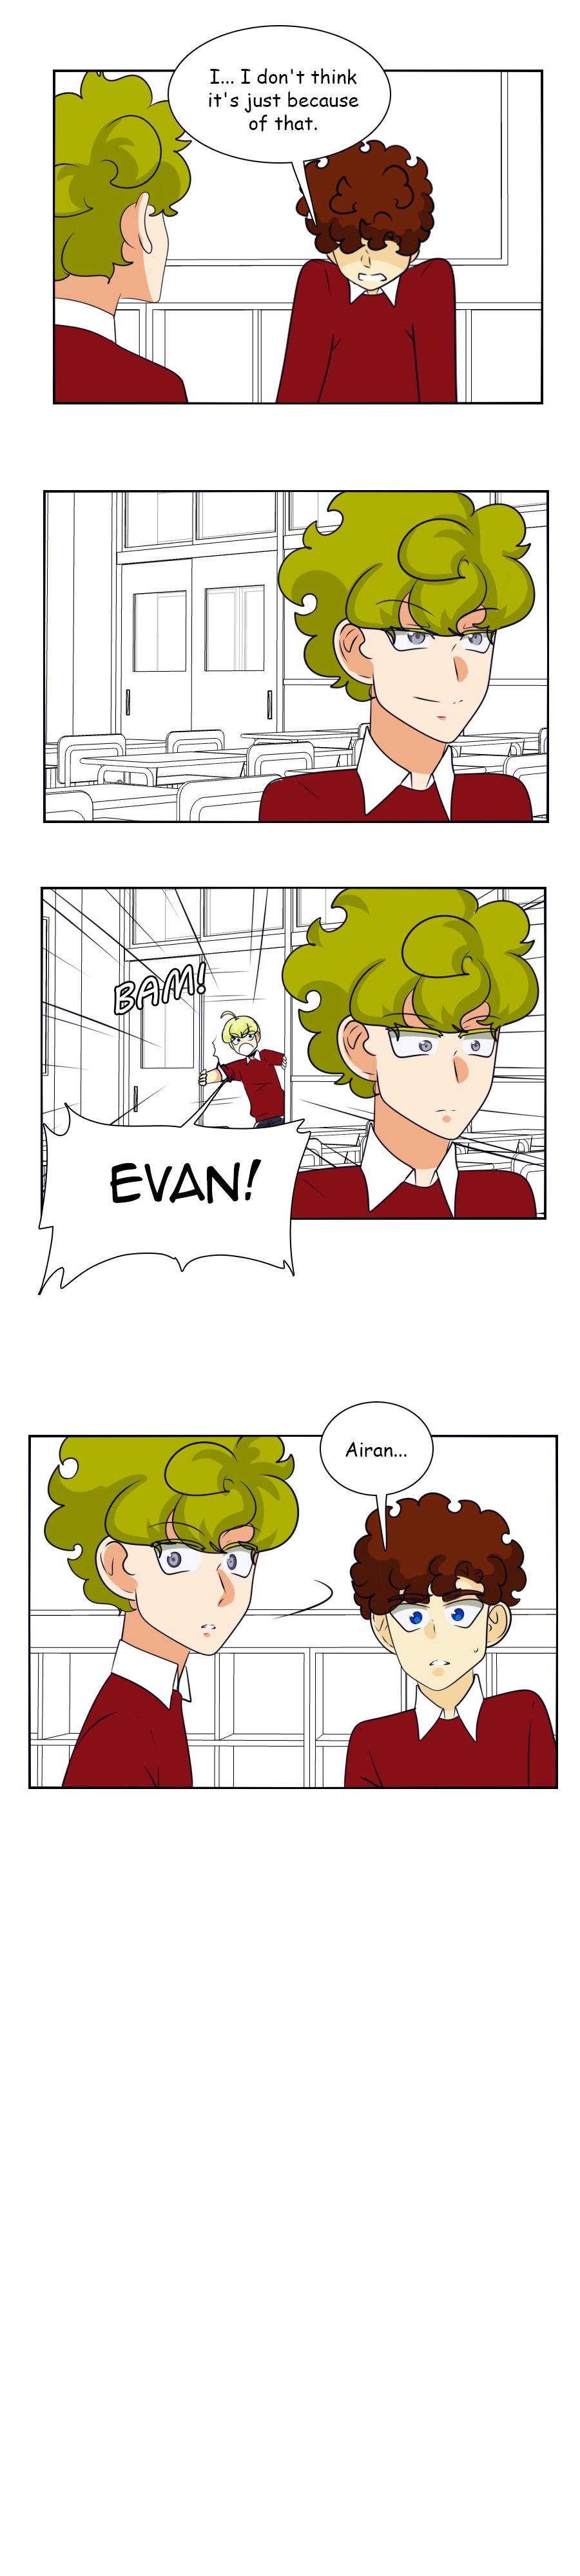 I... I don't think
it's just because
of that.
BAM!
EVAN!
Airan...